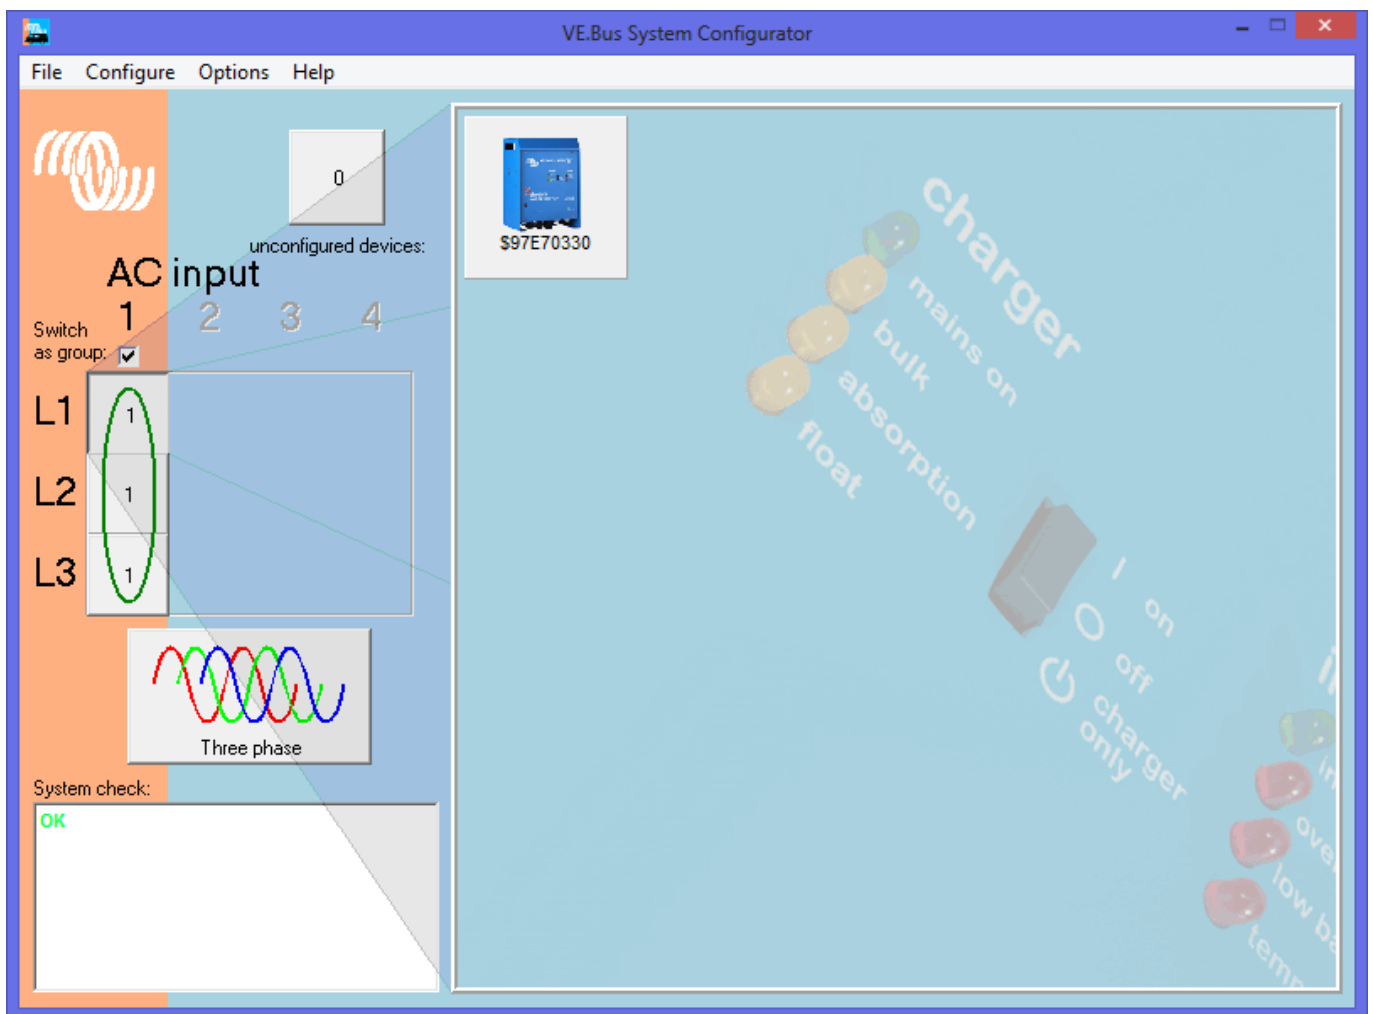 VE.Bus System Configurator
File Configure Options Help
0
unconfigured devices:
AC input
1 2 3 4
Switch
as group:
L1 1
L2 1
L3 1
Three phase
System check:
OK
$97E70330
charger
mains on
bulk
absorption
float
I on
O off
charger
only
low